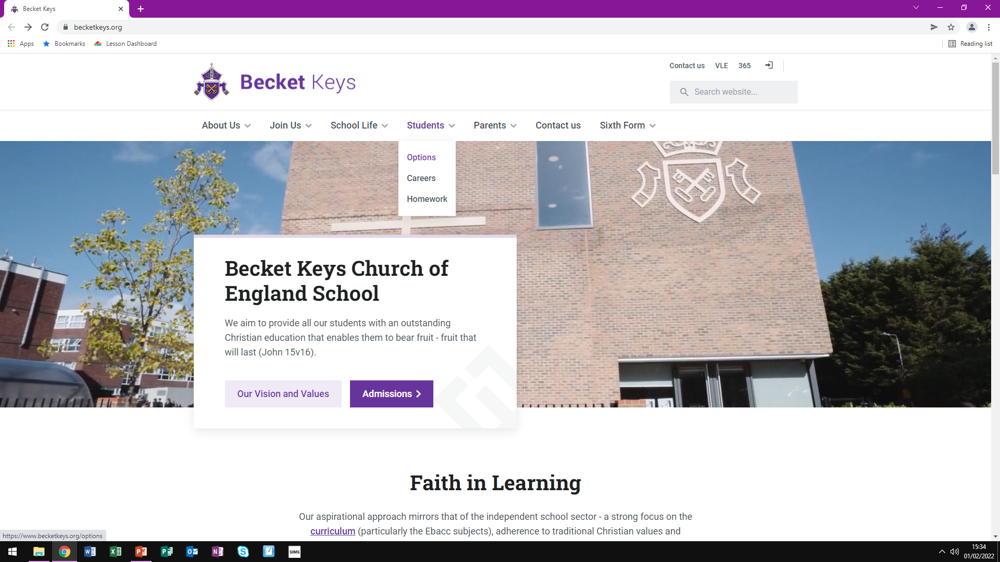 Becket Keys
becketkeys.org
Apps
Bookmarks
Lesson Dashboard
Reading list
Becket Keys
Contact us
VLE
365
Search website...
About Us
Join Us
School Life
Students
Parents
Contact us
Sixth Form
Options
Careers
Homework
Becket Keys Church of
England School
We aim to provide all our students with an outstanding
Christian education that enables them to bear fruit - fruit that
will last (John 15v16).
Our Vision and Values
Admissions
Faith in Learning
Our aspirational approach mirrors that of the independent school sector - a strong focus on the
curriculum (particularly the Ebacc subjects), adherence to traditional Christian values and
https://www.becketkeys.org/options
SIMS
15:34
01/02/2022